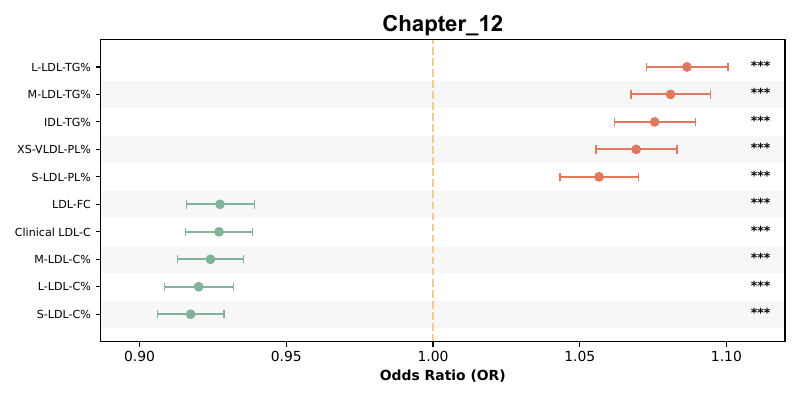 Chapter_12
L-LDL-TG% ***
M-LDL-TG% ***
IDL-TG% ***
XS-VLDL-PL% ***
S-LDL-PL% ***
LDL-FC ***
Clinical LDL-C ***
M-LDL-C% ***
L-LDL-C% ***
S-LDL-C% ***
0.90 0.95 1.00 1.05 1.10
Odds Ratio (OR)